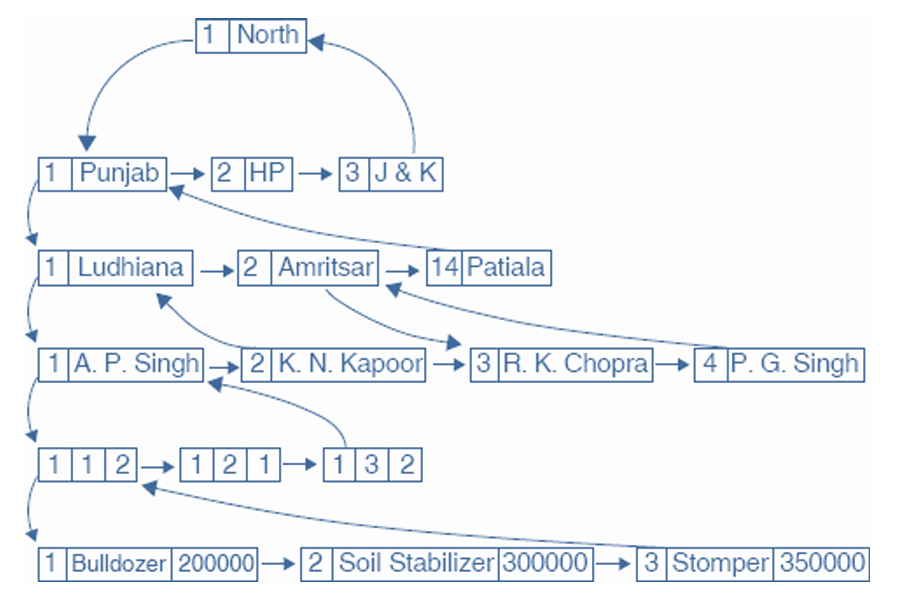 1 North
1 Punjab 2 HP 3 J & K
1 Ludhiana 2 Amritsar 14 Patiala
1 A. P. Singh 2 K. N. Kapoor 3 R. K. Chopra 4 P. G. Singh
1 1 2 1 2 1 1 3 2
1 Bulldozer 200000 2 Soil Stabilizer 300000 3 Stomper 350000